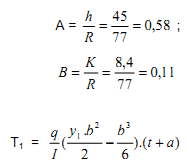 A = h/R = 45/77 = 0,58 ;
B = K/R = 8,4/77 = 0,11
T₁ = q/I (y₁.b²/2 − b³/6).(t + a)